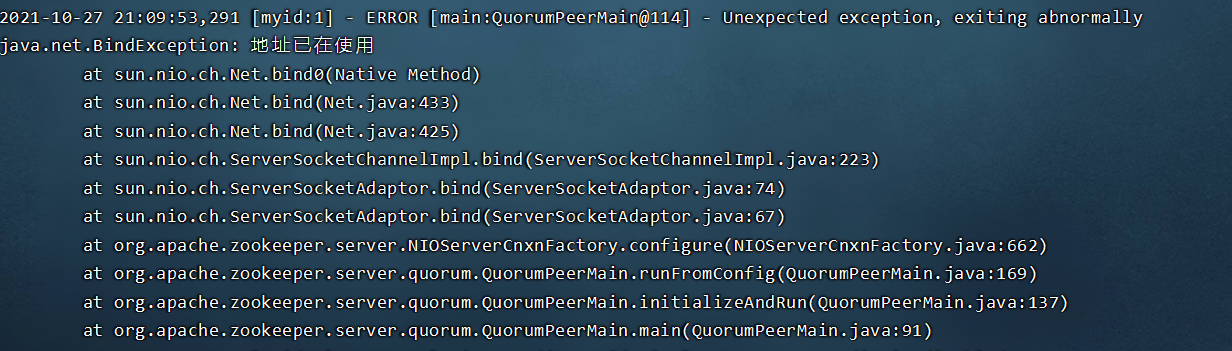 2021-10-27 21:09:53,291 [myid:1] - ERROR [main:QuorumPeerMain@114] - Unexpected exception, exiting abnormally
java.net.BindException: 地址已在使用
at sun.nio.ch.Net.bind0(Native Method)
at sun.nio.ch.Net.bind(Net.java:433)
at sun.nio.ch.Net.bind(Net.java:425)
at sun.nio.ch.ServerSocketChannelImpl.bind(ServerSocketChannelImpl.java:223)
at sun.nio.ch.ServerSocketAdaptor.bind(ServerSocketAdaptor.java:74)
at sun.nio.ch.ServerSocketAdaptor.bind(ServerSocketAdaptor.java:67)
at org.apache.zookeeper.server.NIOServerCnxnFactory.configure(NIOServerCnxnFactory.java:662)
at org.apache.zookeeper.server.quorum.QuorumPeerMain.runFromConfig(QuorumPeerMain.java:169)
at org.apache.zookeeper.server.quorum.QuorumPeerMain.initializeAndRun(QuorumPeerMain.java:137)
at org.apache.zookeeper.server.quorum.QuorumPeerMain.main(QuorumPeerMain.java:91)